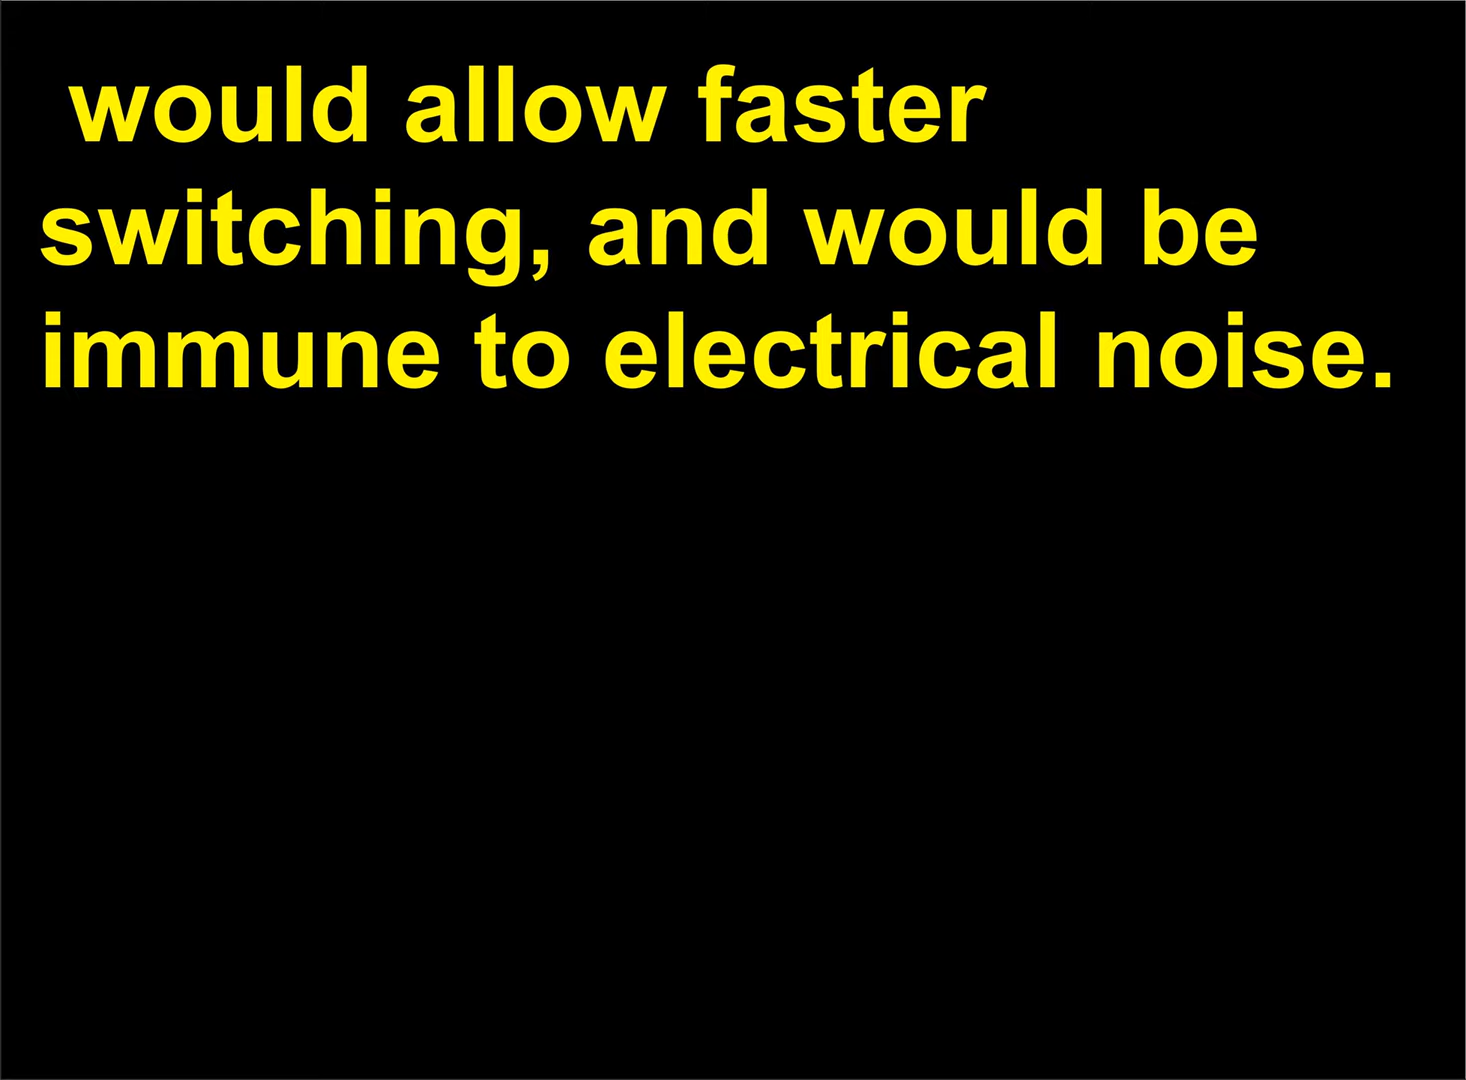 would allow faster
switching, and would be
immune to electrical noise.